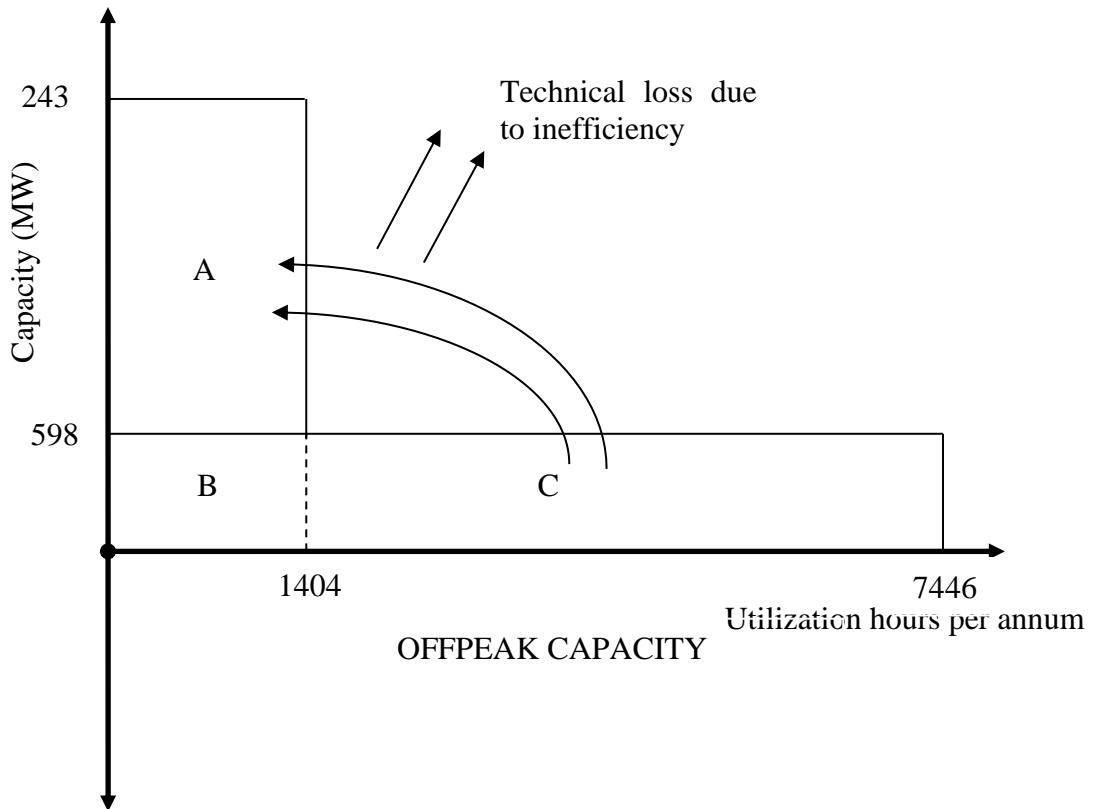 243
Technical loss due
to inefficiency
Capacity (MW)
A
598
B
C
1404
7446
Utilization hours per annum
OFFPEAK CAPACITY